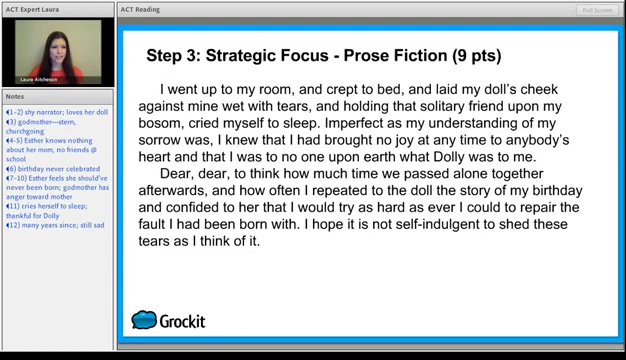 ACT Expert Laura
ACT Reading
Full Screen
Laura Aitcheson
Notes
(1-2) shy narrator; loves her doll
(3) godmother—stern,
churchgoing
(4-5) Esther knows nothing
about her mom, no friends @
school
(6) birthday never celebrated
(7-10) Esther feels she should've
never been born; godmother has
anger toward mother
(11) cries herself to sleep;
thankful for Dolly
(12) many years since; still sad
Step 3: Strategic Focus - Prose Fiction (9 pts)
I went up to my room, and crept to bed, and laid my doll's cheek
against mine wet with tears, and holding that solitary friend upon my
bosom, cried myself to sleep. Imperfect as my understanding of my
sorrow was, I knew that I had brought no joy at any time to anybody's
heart and that I was to no one upon earth what Dolly was to me.
Dear, dear, to think how much time we passed alone together
afterwards, and how often I repeated to the doll the story of my birthday
and confided to her that I would try as hard as ever I could to repair the
fault I had been born with. I hope it is not self-indulgent to shed these
tears as I think of it.
Grockit